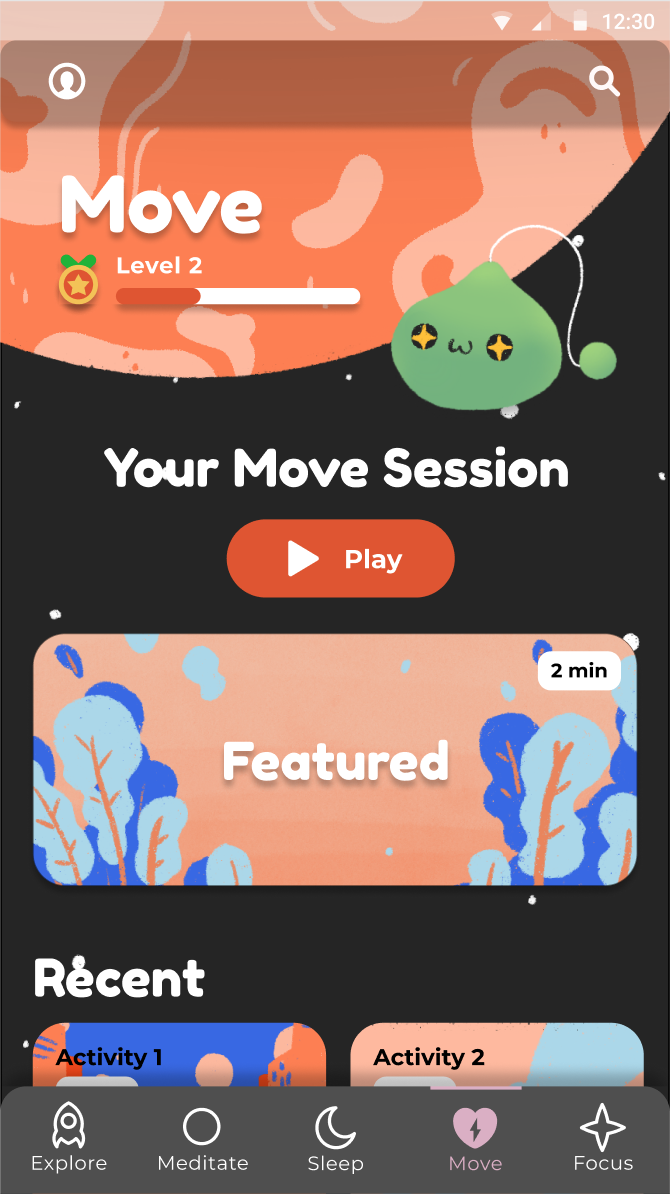 12:30
Move
Level 2
Your Move Session
Play
2 min
Featured
Recent
Activity 1
Activity 2
Explore
Meditate
Sleep
Move
Focus